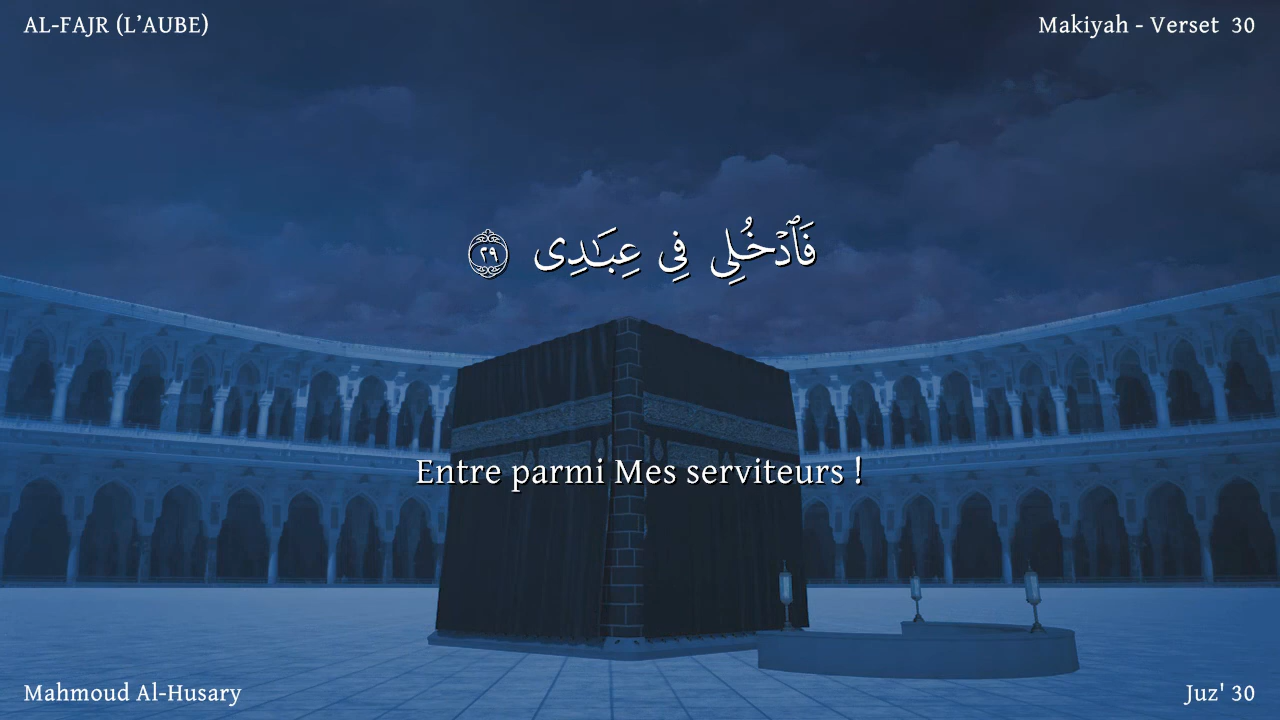 AL-FAJR (L’AUBE)
Makiyah - Verset 30
فَٱدْخُلِى فِى عِبَـٰدِى ٢٩
Entre parmi Mes serviteurs !
Mahmoud Al-Husary
Juz' 30